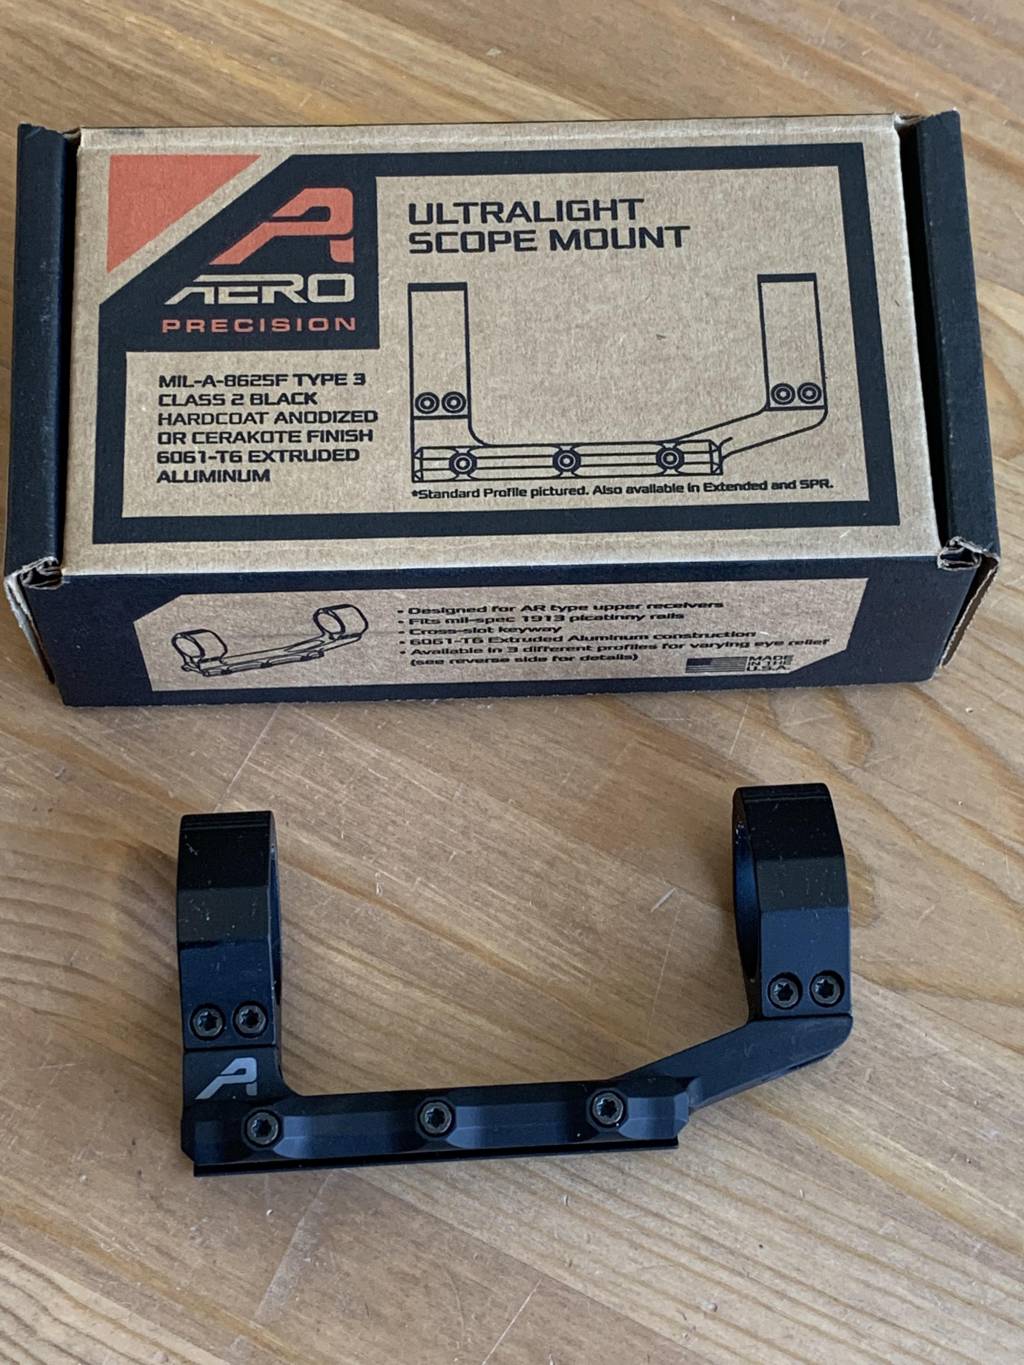 AERO
PRECISION
ULTRALIGHT
SCOPE MOUNT
MIL-A-8625F TYPE 3
CLASS 2 BLACK
HARDCOAT ANODIZED
OR CERAKOTE FINISH
6061-T6 EXTRUDED
ALUMINUM
*Standard Profile pictured. Also available in Extended and SPR.
• Designed for AR type upper receivers
• Fits mil-spec 1913 picatinny rails
• Cross-slot keyway
• 6061-T6 Extruded Aluminum construction
• Available in 3 different profiles for varying eye relief
(see reverse side for details)
MADE
IN THE
U.S.A.